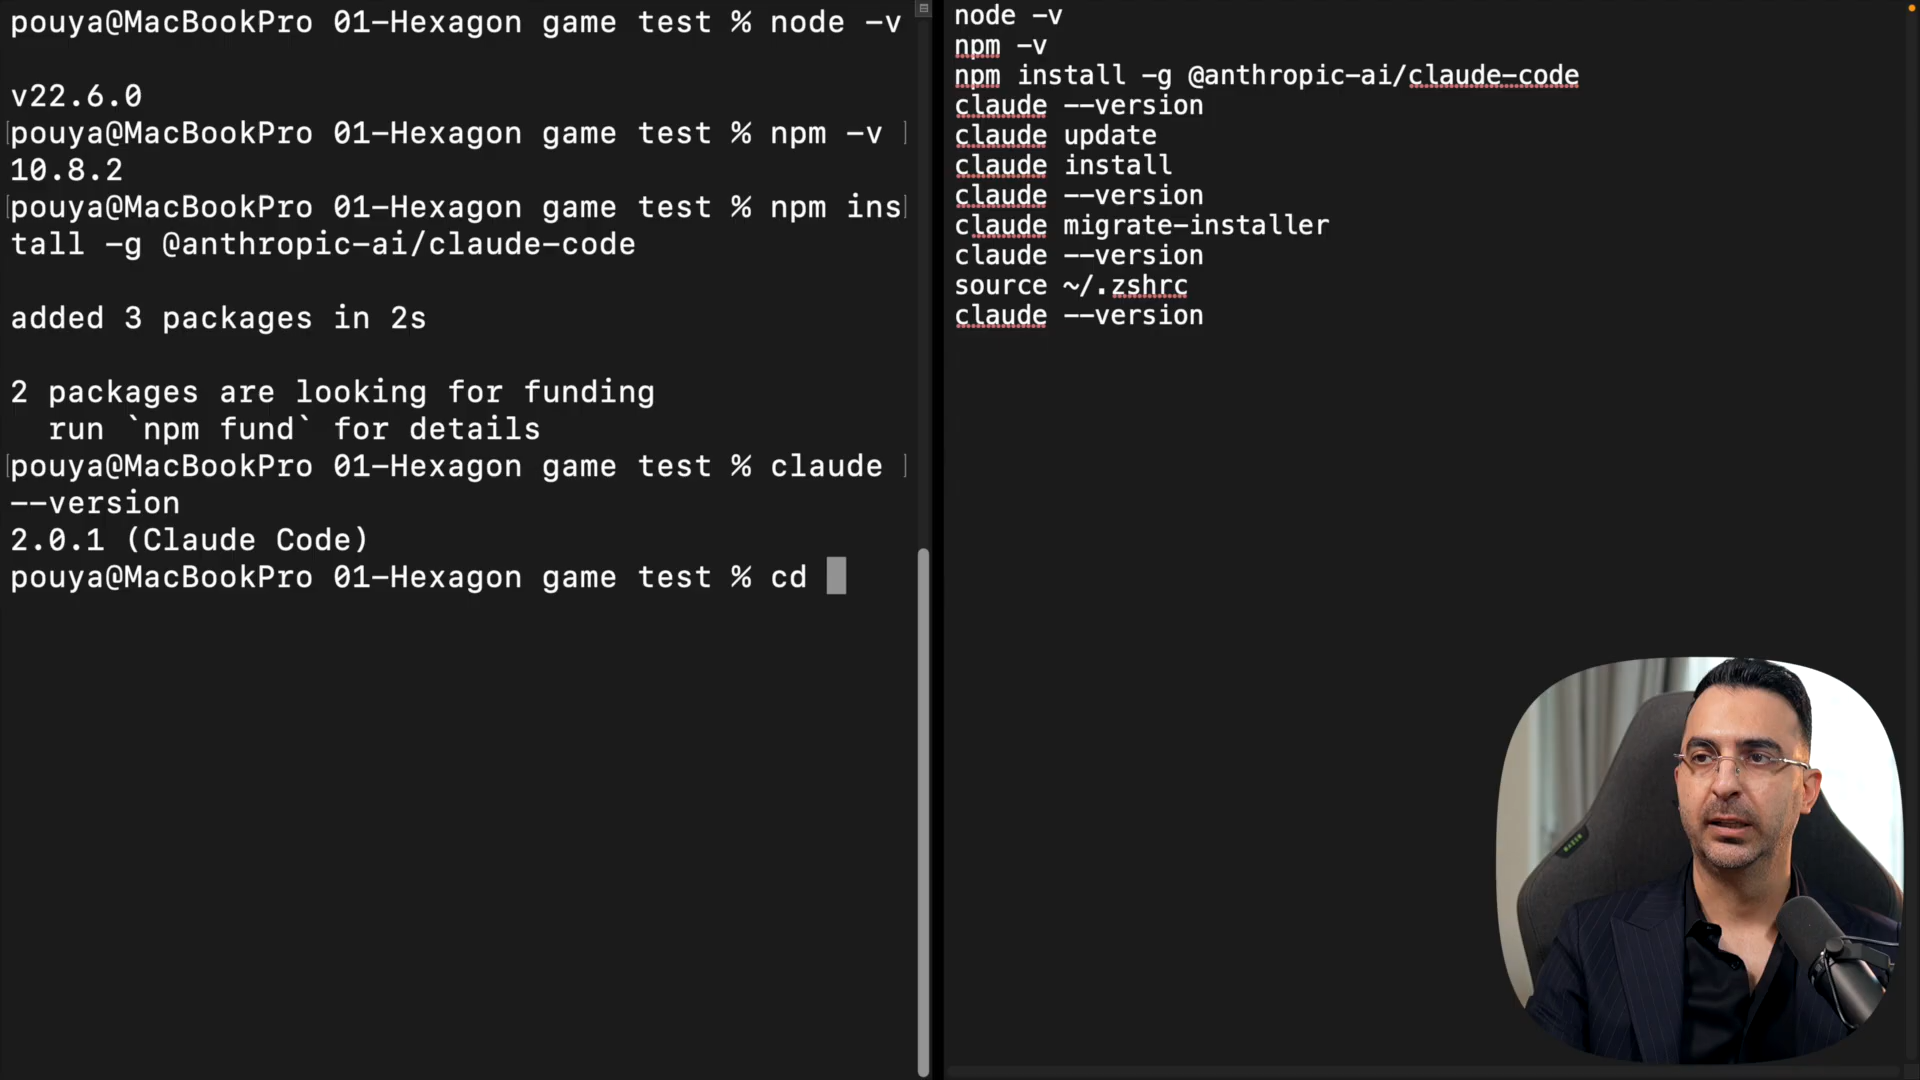 pouya@MacBookPro 01-Hexagon game test % node -v
v22.6.0
pouya@MacBookPro 01-Hexagon game test % npm -v
10.8.2
pouya@MacBookPro 01-Hexagon game test % npm ins
tall -g @anthropic-ai/claude-code
added 3 packages in 2s
2 packages are looking for funding
run `npm fund` for details
pouya@MacBookPro 01-Hexagon game test % claude
--version
2.0.1 (Claude Code)
pouya@MacBookPro 01-Hexagon game test % cd
node -v
npm -v
npm install -g @anthropic-ai/claude-code
claude --version
claude update
claude install
claude --version
claude migrate-installer
claude --version
source ~/.zshrc
claude --version